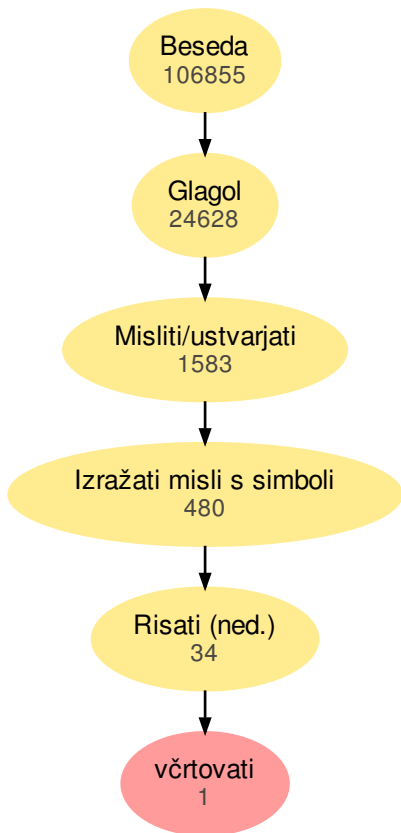 Beseda
106855
Glagol
24628
Misliti/ustvarjati
1583
Izražati misli s simboli
480
Risati (ned.)
34
včrtovati
1